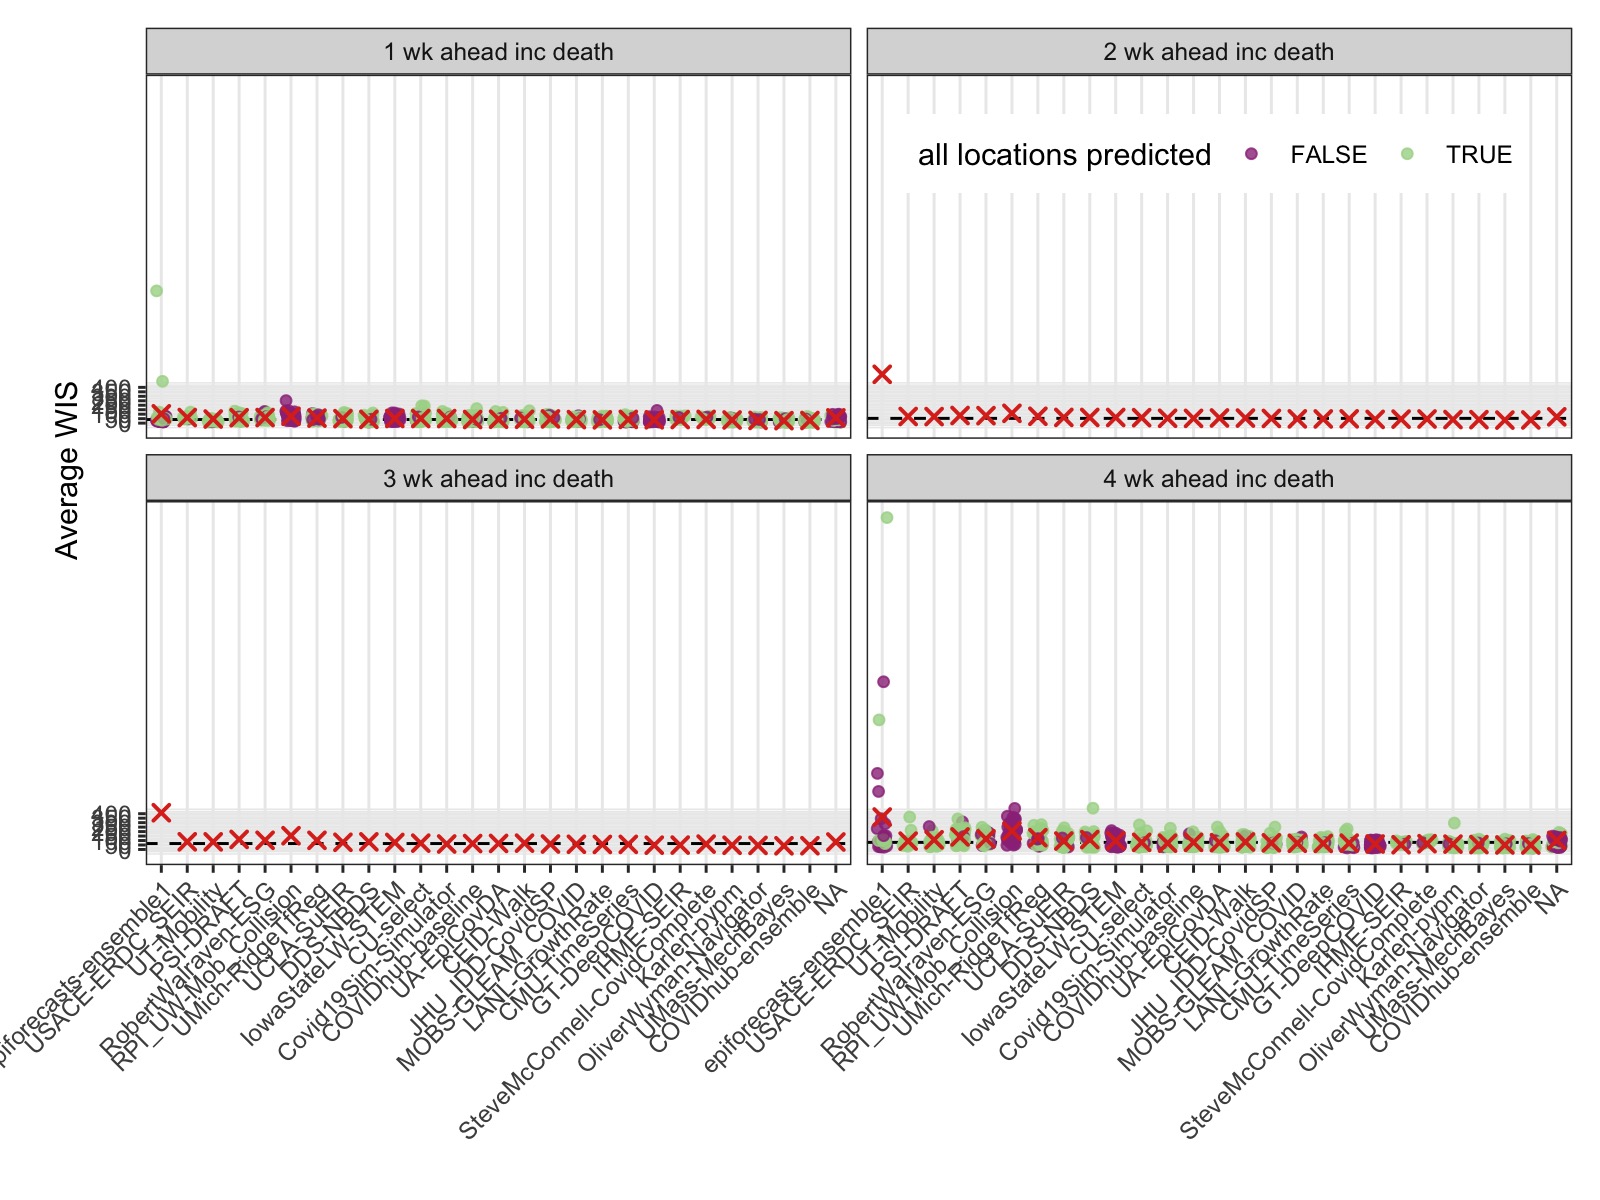 1 wk ahead inc death
2 wk ahead inc death
all locations predicted
FALSE
TRUE
Average WIS
400
0
3 wk ahead inc death
4 wk ahead inc death
400
0
piforecasts-ensemble1
USACE-ERDC_SEIR
UT-Mobility
PSI-DRAFT
RobertWalraven-ESG
RPI_UW-Mob_Collision
UMich-RidgeTfReg
UCLA-SuEIR
DDS-NBDS
IowaStateLW-STEM
CU-select
Covid19Sim-Simulator
COVIDhub-baseline
UA-EpiCovDA
CEID-Walk
JHU_IDD-CovidSP
MOBS-GLEAM_COVID
LANL-GrowthRate
CMU-TimeSeries
GT-DeepCOVID
IHME-SEIR
SteveMcConnell-CovidComplete
Karlen-pypm
OliverWyman-Navigator
UMass-MechBayes
COVIDhub-ensemble
NA
epiforecasts-ensemble1
USACE-ERDC_SEIR
UT-Mobility
PSI-DRAFT
RobertWalraven-ESG
RPI_UW-Mob_Collision
UMich-RidgeTfReg
UCLA-SuEIR
DDS-NBDS
IowaStateLW-STEM
CU-select
Covid19Sim-Simulator
COVIDhub-baseline
UA-EpiCovDA
CEID-Walk
JHU_IDD-CovidSP
MOBS-GLEAM_COVID
LANL-GrowthRate
CMU-TimeSeries
GT-DeepCOVID
IHME-SEIR
SteveMcConnell-CovidComplete
Karlen-pypm
OliverWyman-Navigator
UMass-MechBayes
COVIDhub-ensemble
NA